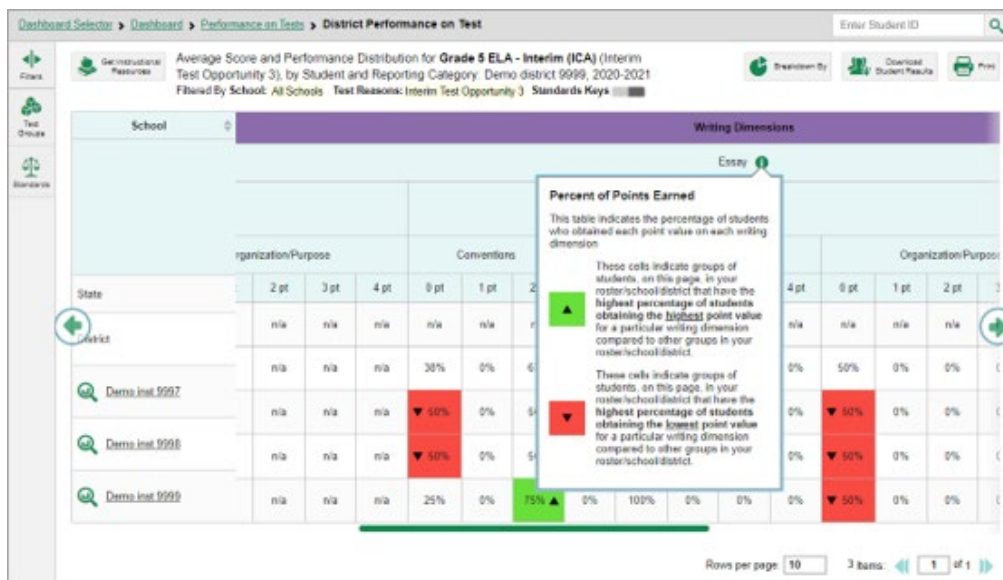 Dashboard Selector > Dashboard > Performance on Tests > District Performance on Test
Enter Student ID
Filters
Get Instructional
Resources
Average Score and Performance Distribution for Grade 5 ELA - Interim (ICA) (Interim
Test Opportunity 3), by Student and Reporting Category: Demo district 9999, 2020-2021
Filtered By School: All Schools Test Reasons: Interim Test Opportunity 3 Standards Keys
Breakdown By
Download
Student Results
Print
Test
Groups
Standards
School
Writing Dimensions
Essay
rganization/Purpose
Conventions
Organization/Purpose
2 pt 3 pt 4 pt 0 pt 1 pt 2 4 pt 0 pt 1 pt 2 pt 3
State n/a n/a n/a n/a n/a n/a n/a n/a n/a
District n/a n/a n/a 38% 0% 50% 0% 0%
Demo inst 9997 n/a n/a n/a ▼ 50% 0% 0% ▼ 50% 0% 0%
Demo inst 9998 n/a n/a n/a ▼ 50% 0% 0% ▼ 50% 0% 0%
Demo inst 9999 n/a n/a n/a 25% 0% 75% ▲ 0% 100% 0% 0% 0% ▼ 50% 0% 0%
Percent of Points Earned
This table indicates the percentage of students
who obtained each point value on each writing
dimension
These cells indicate groups of
students, on this page, in your
roster/school/district that have the
highest percentage of students
obtaining the highest point value
for a particular writing dimension
compared to other groups in your
roster/school/district.
These cells indicate groups of
students, on this page, in your
roster/school/district that have the
highest percentage of students
obtaining the lowest point value
for a particular writing dimension
compared to other groups in your
roster/school/district.
Rows per page: 10 3 items: 1 of 1